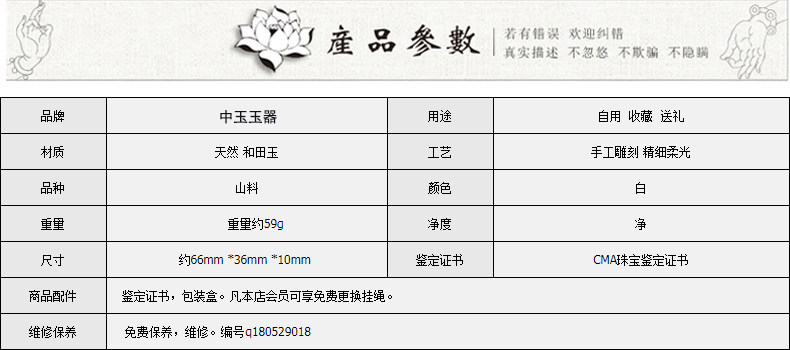 産品參數
若有错误 欢迎纠错
真实描述 不忽悠 不欺骗 不隐瞒
品牌 中玉玉器 用途 自用 收藏 送礼
材质 天然 和田玉 工艺 手工雕刻 精细柔光
品种 山料 颜色 白
重量 重量约59g 净度 净
尺寸 约66mm *36mm *10mm 鉴定证书 CMA珠宝鉴定证书
商品配件 鉴定证书，包装盒。凡本店会员可享免费更换挂绳。
维修保养 免费保养，维修。编号q180529018